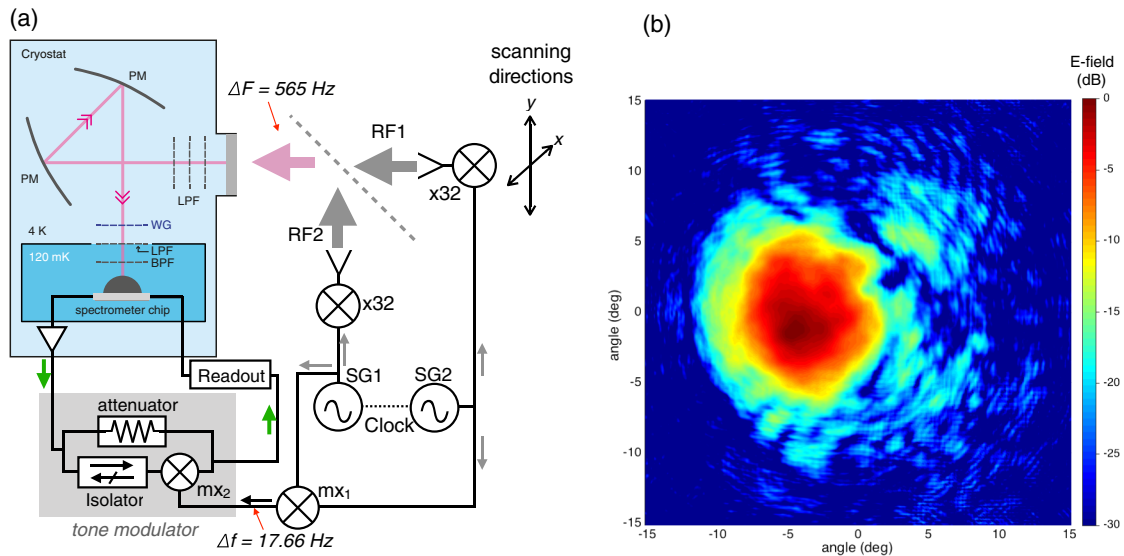 (a)
Cryostat
PM
PM
LPF
WG
4 K
LPF
120 mK
BPF
spectrometer chip
ΔF = 565 Hz
RF1
x32
RF2
x32
scanning
directions
y
x
Readout
SG1
SG2
Clock
attenuator
Isolator
mx2
mx1
tone modulator
Δf = 17.66 Hz
(b)
E-field
(dB)
15
10
5
0
-5
-10
-15
angle (deg)
-15
-10
-5
0
5
10
15
angle (deg)
0
-5
-10
-15
-20
-25
-30